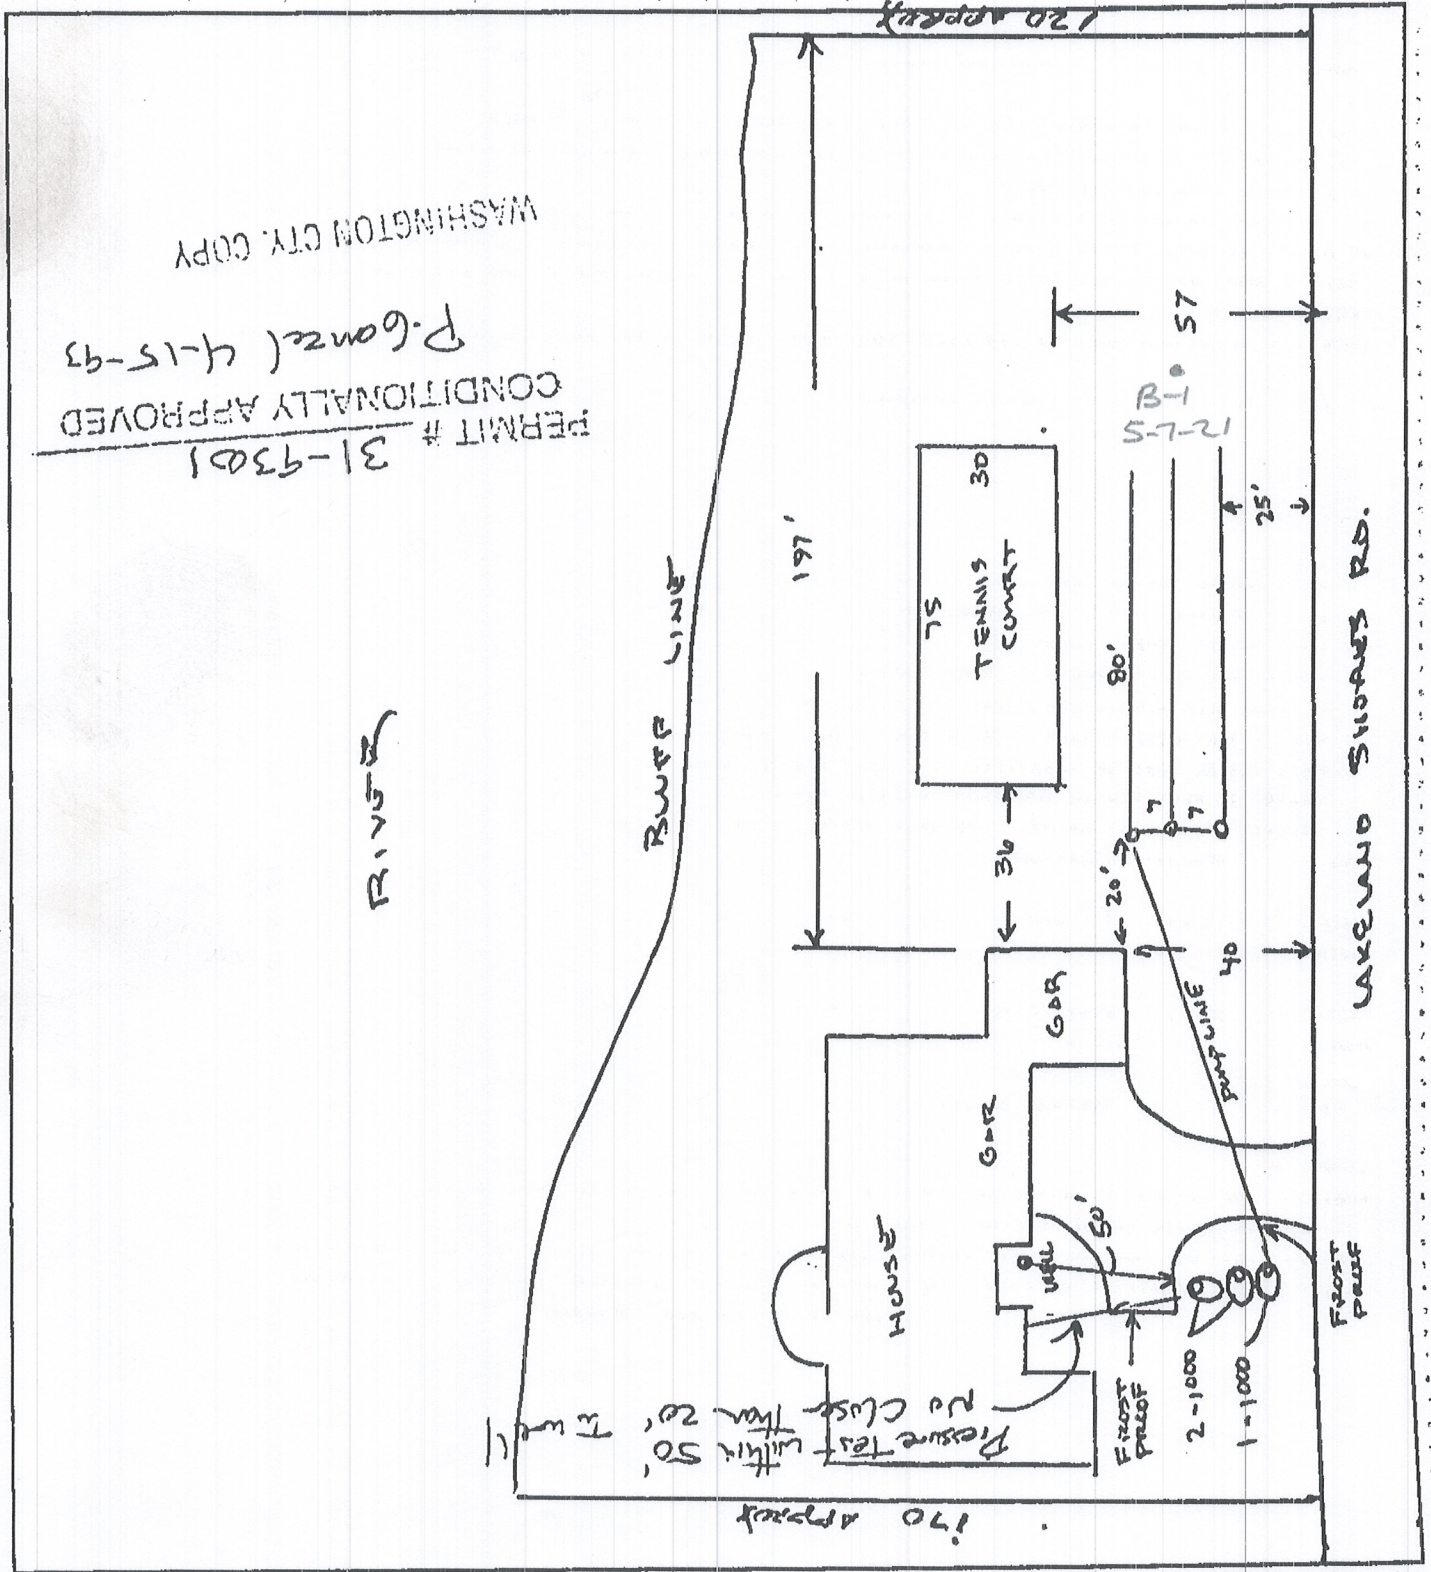 120 APPROX
WASHINGTON CTY. COPY
PERMIT # 31-93001
CONDITIONALLY APPROVED
P. Ganzel 4-15-93
RIVER
BLUFF LINE
197'
75
30
TENNIS
COURT
57
B-1
5-7-21
80'
25'
36
20'
7
7
40
GAR
GAR
PUMP LINE
HOUSE
WELL
50'
FROST
PROOF
2-1000
1-1000
FROST
PROOF
Pressure Test within 50'
No Closer Than 20'
To well
170 APPROX
LAKELAND SHORES RD.